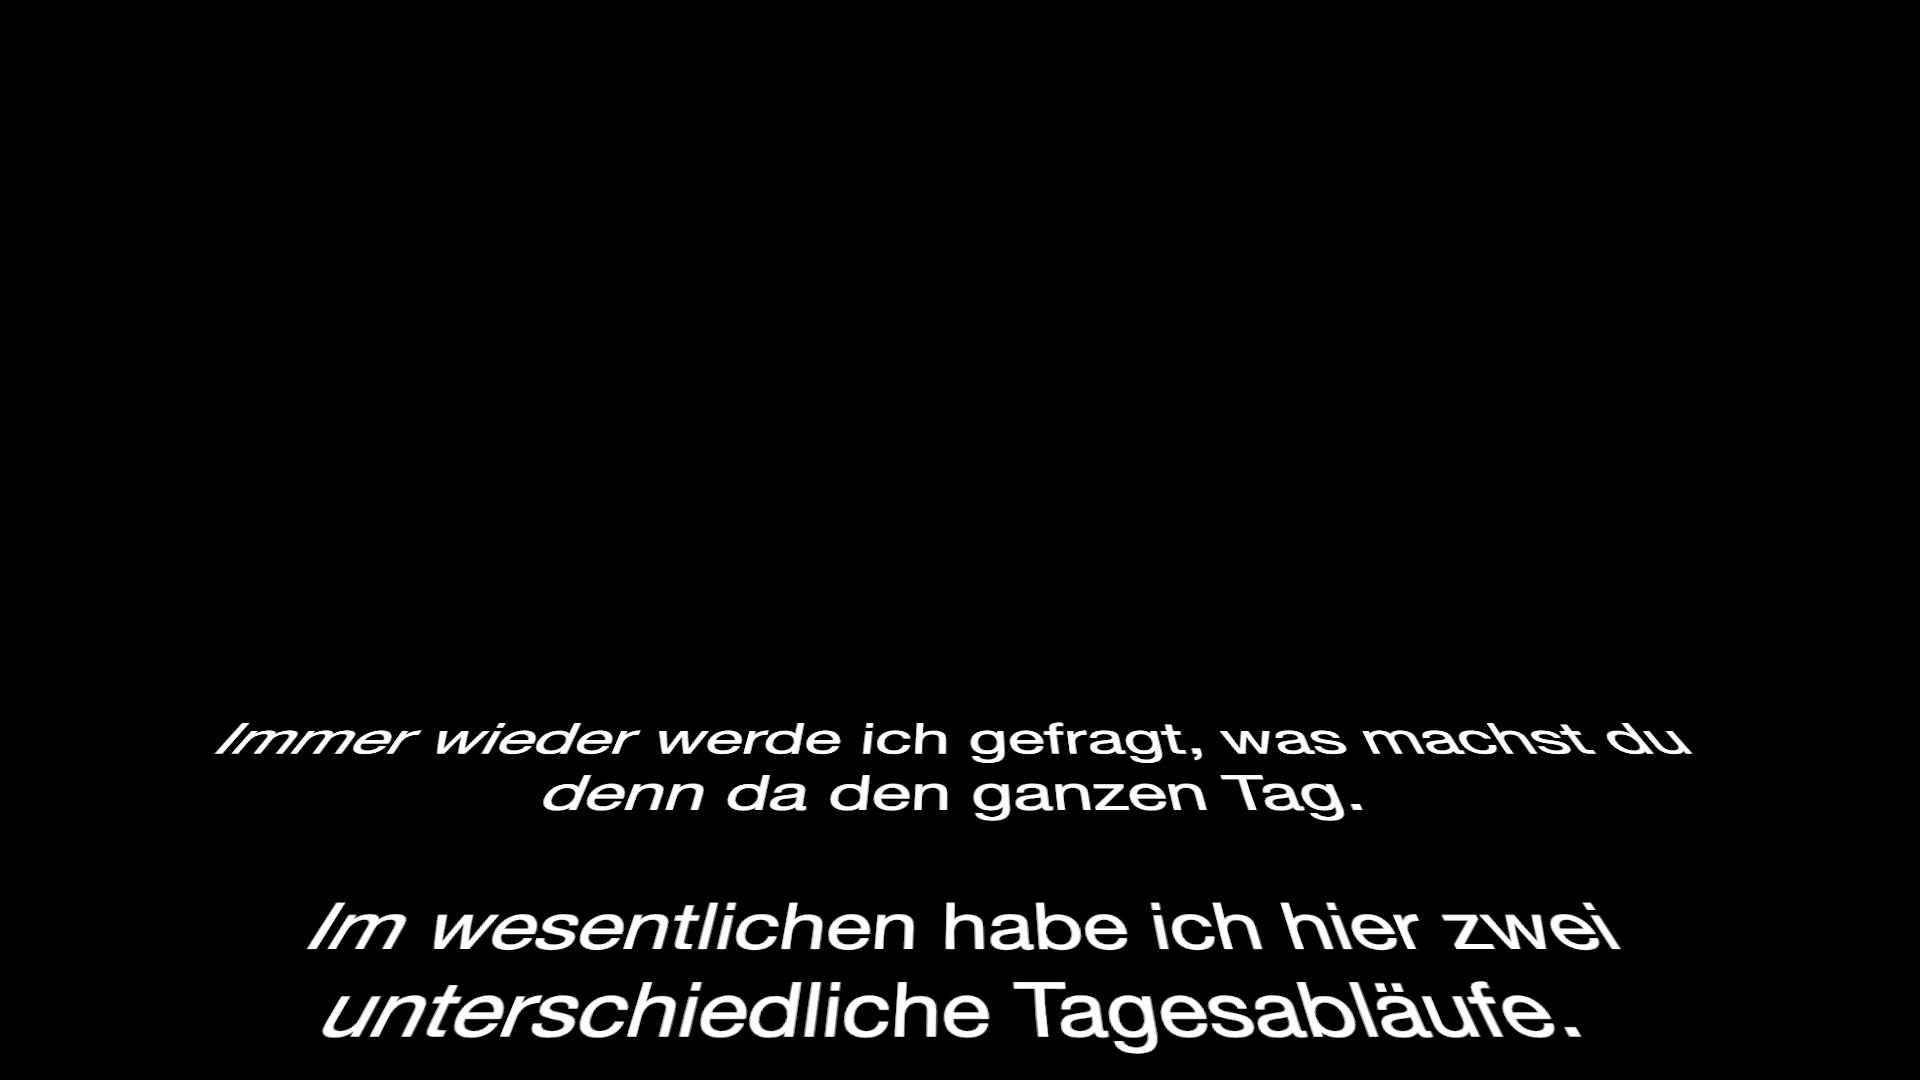 Immer wieder werde ich gefragt, was machst du
denn da den ganzen Tag.
Im wesentlichen habe ich hier zwei
unterschiedliche Tagesabläufe.